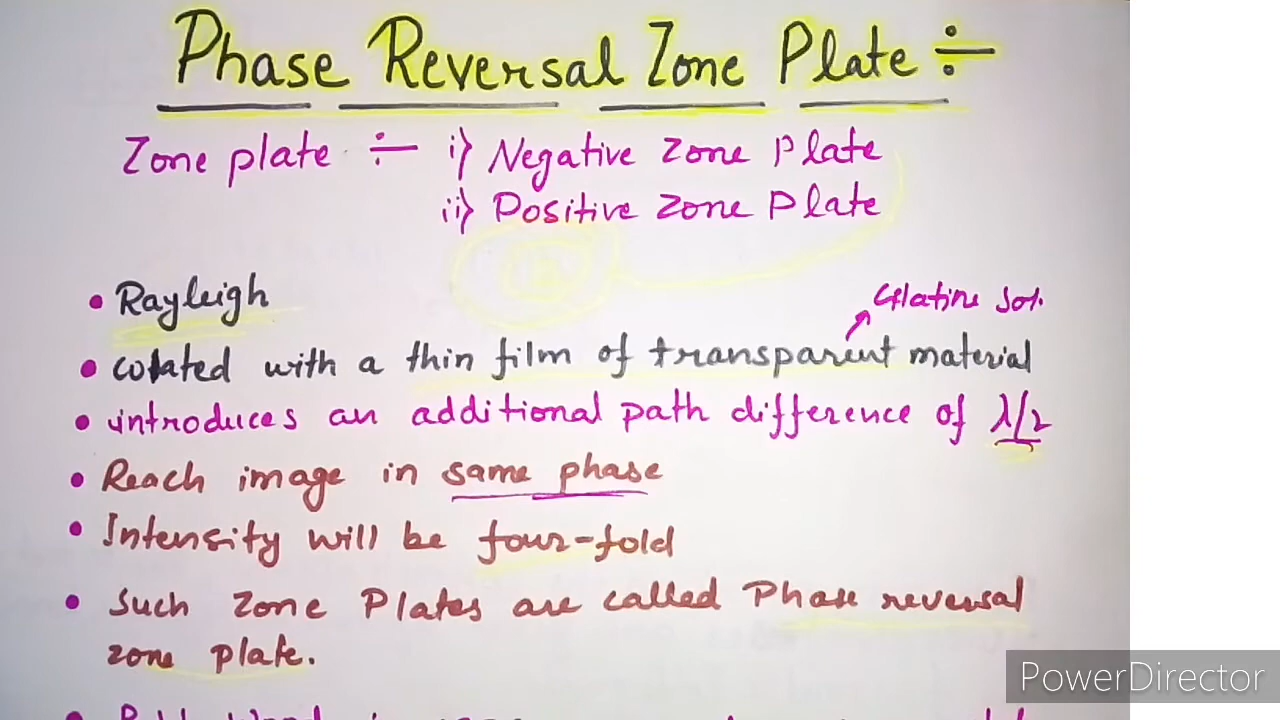 Phase Reversal Zone Plate ÷
Zone plate ÷ i) Negative Zone Plate
ii) Positive Zone Plate
• Rayleigh
Glatine sol.
• coated with a thin film of transparent material
• introduces an additional path difference of λ/2
• Reach image in same phase
• Intensity will be four-fold
• Such Zone Plates are called Phase reversal
zone plate.
PowerDirector